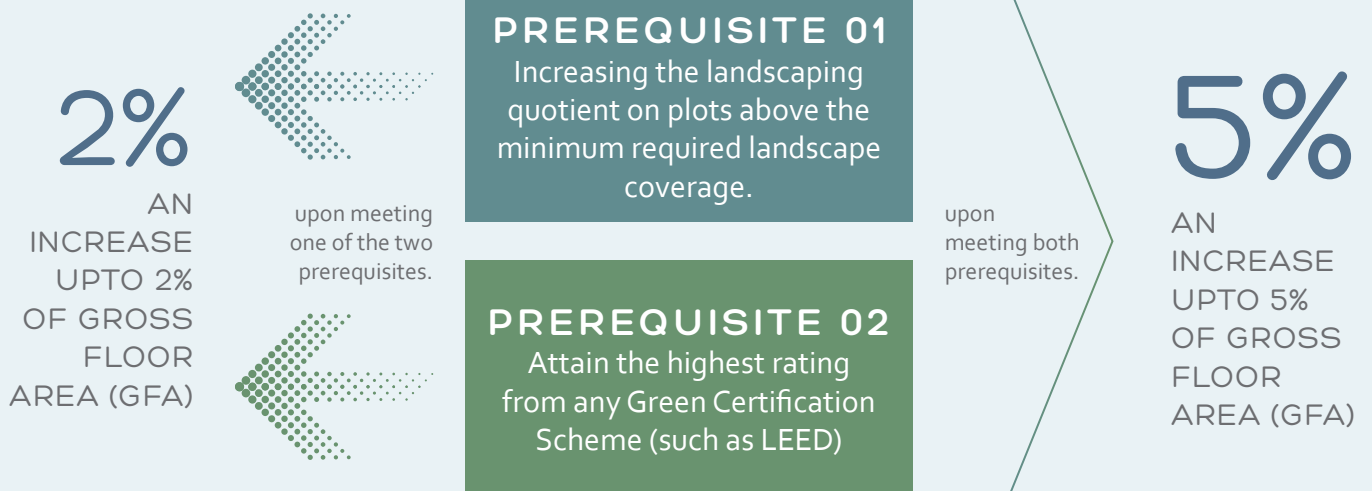 2%
AN
INCREASE
UPTO 2%
OF GROSS
FLOOR
AREA (GFA)
upon meeting
one of the two
prerequisites.
PREREQUISITE 01
Increasing the landscaping
quotient on plots above the
minimum required landscape
coverage.
PREREQUISITE 02
Attain the highest rating
from any Green Certification
Scheme (such as LEED)
upon
meeting both
prerequisites.
5%
AN
INCREASE
UPTO 5%
OF GROSS
FLOOR
AREA (GFA)